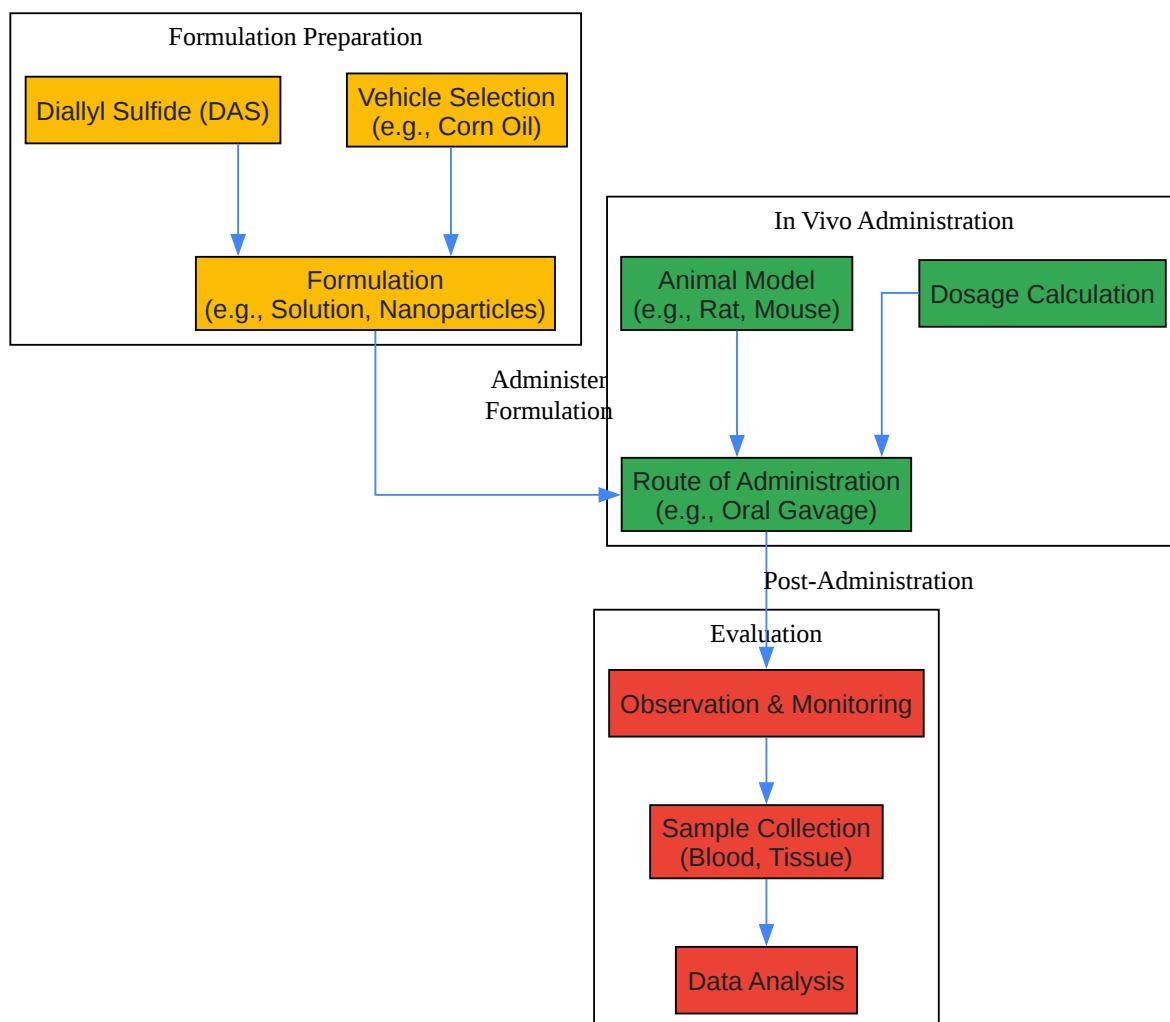 Formulation Preparation
Diallyl Sulfide (DAS)
Vehicle Selection
(e.g., Corn Oil)
Formulation
(e.g., Solution, Nanoparticles)
Administer
Formulation
In Vivo Administration
Animal Model
(e.g., Rat, Mouse)
Dosage Calculation
Route of Administration
(e.g., Oral Gavage)
Post-Administration
Evaluation
Observation & Monitoring
Sample Collection
(Blood, Tissue)
Data Analysis